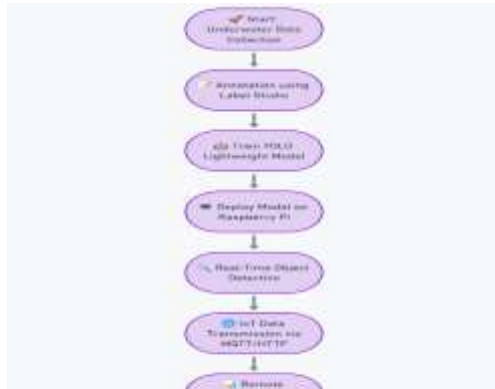 🚀 Start
Underwater Data
Collection
📝 Annotation using
Label Studio
🤖 Train YOLO
Lightweight Model
Deploy Model on
Raspberry Pi
🔍 Real-Time Object
Detection
🌐 IoT Data
Transmission via
MQTT/HTTP
📊 Remote